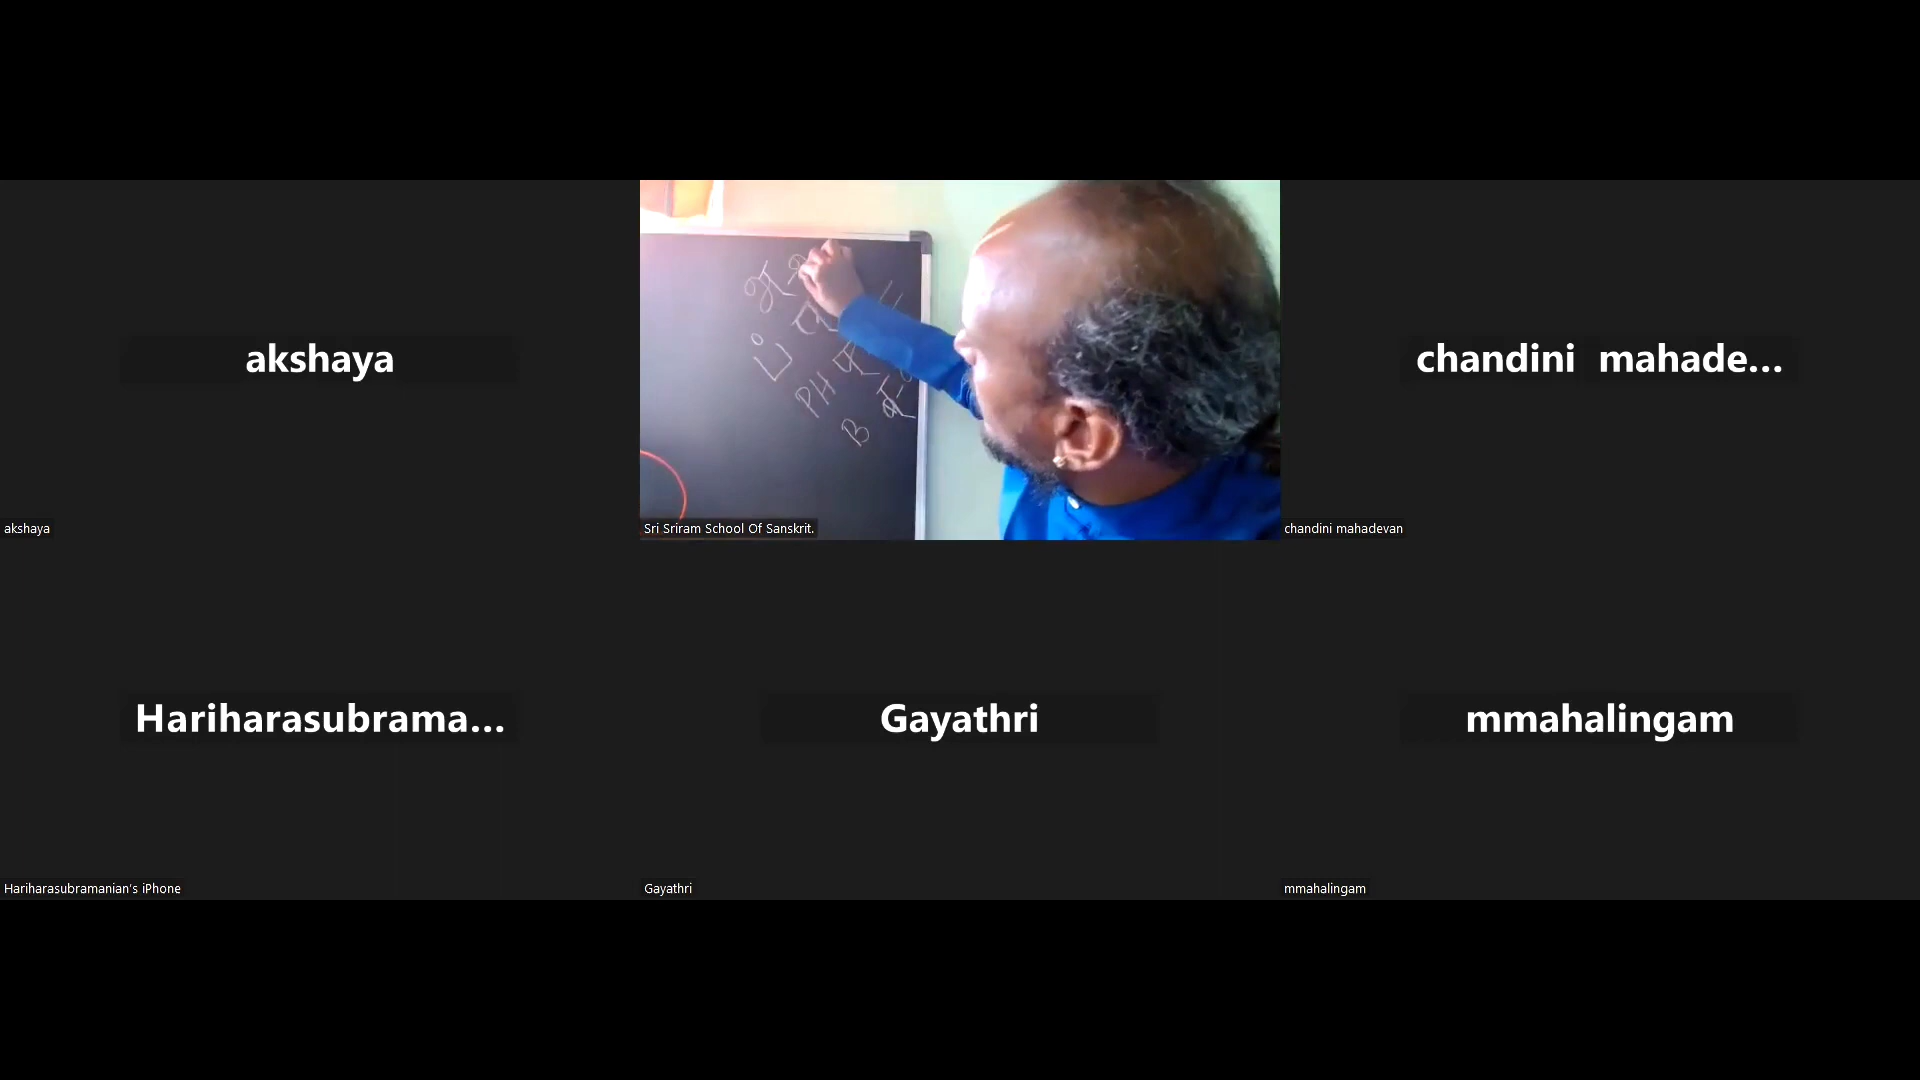 akshaya
akshaya
PH फ
B ब
Sri Sriram School Of Sanskrit.
chandini mahade...
chandini mahadevan
Hariharasubrama...
Hariharasubramanian's iPhone
Gayathri
Gayathri
mmahalingam
mmahalingam